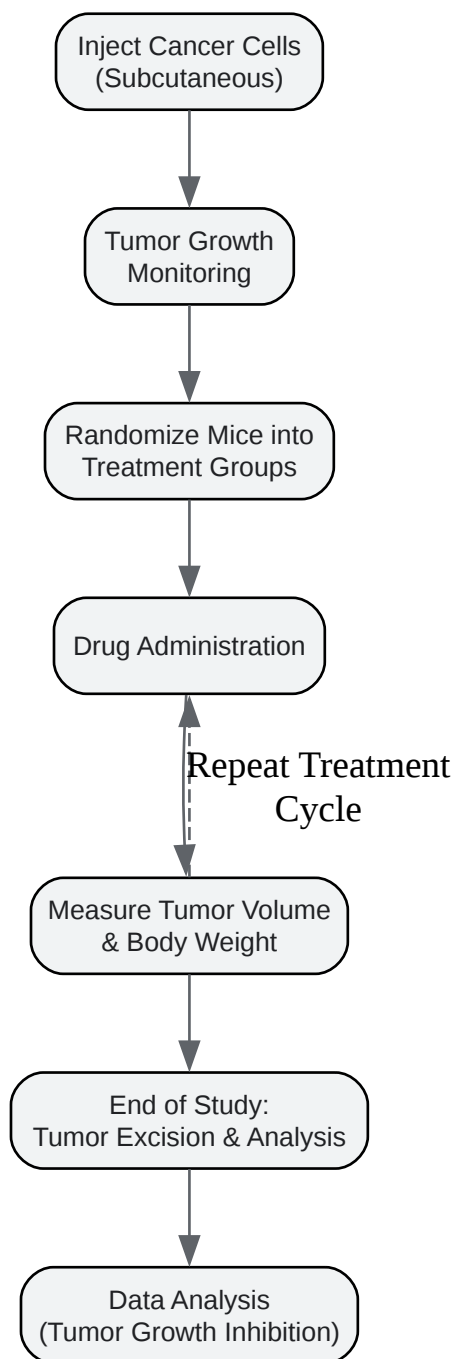 Inject Cancer Cells
(Subcutaneous)
Tumor Growth
Monitoring
Randomize Mice into
Treatment Groups
Drug Administration
Repeat Treatment
Cycle
Measure Tumor Volume
& Body Weight
End of Study:
Tumor Excision & Analysis
Data Analysis
(Tumor Growth Inhibition)